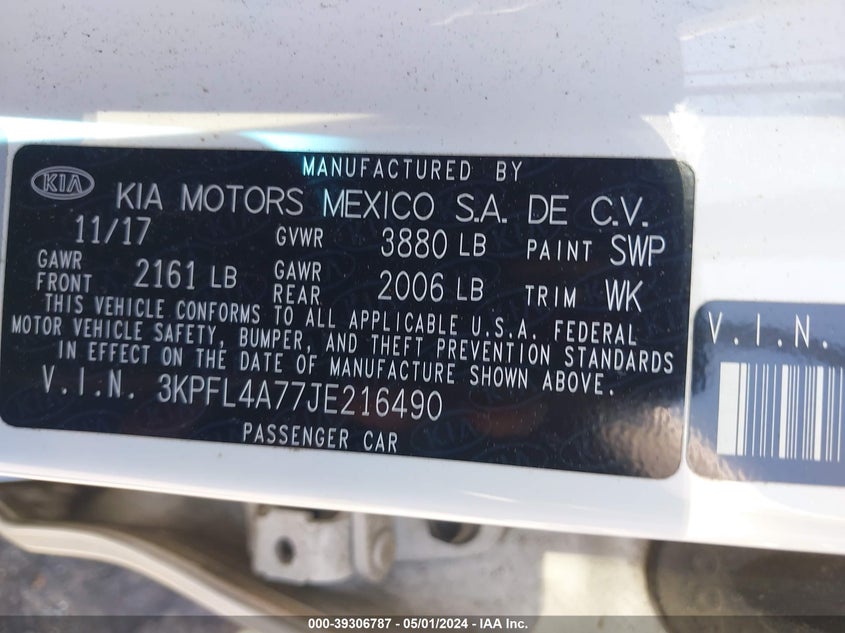 MANUFACTURED BY
KIA KIA MOTORS MEXICO S.A. DE C.V.
11/17 GVWR 3880 LB PAINT SWP
GAWR FRONT 2161 LB GAWR REAR 2006 LB TRIM WK
THIS VEHICLE CONFORMS TO ALL APPLICABLE U.S.A. FEDERAL
MOTOR VEHICLE SAFETY, BUMPER, AND THEFT PREVENTION STANDARDS
IN EFFECT ON THE DATE OF MANUFACTURE SHOWN ABOVE.
V.I.N. 3KPFL4A77JE216490
PASSENGER CAR
V.I.N.
000-39306787 - 05/01/2024 - IAA Inc.